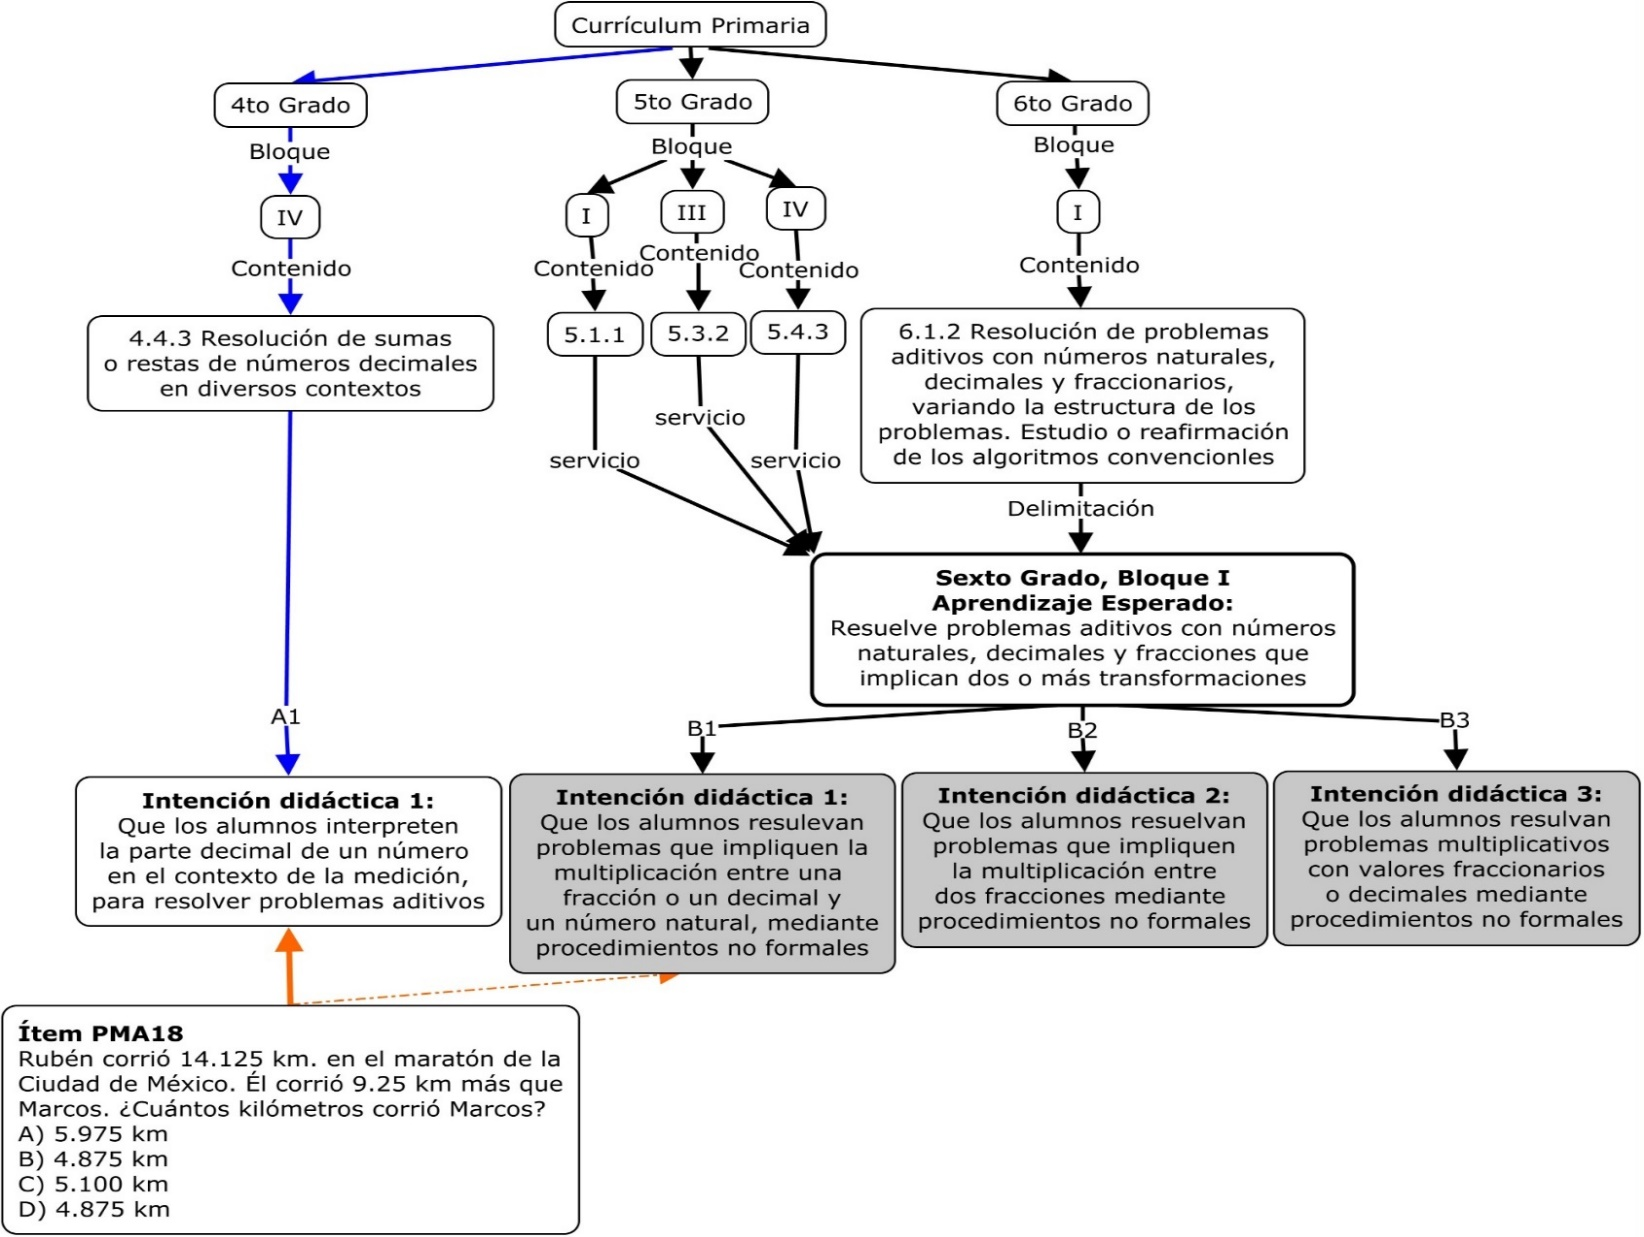 Currículum Primaria
4to Grado
5to Grado
6to Grado
Bloque
Bloque
Bloque
IV
I
III
IV
I
Contenido
Contenido
Contenido
Contenido
Contenido
4.4.3 Resolución de sumas
o restas de números decimales
en diversos contextos
5.1.1
5.3.2
5.4.3
6.1.2 Resolución de problemas
aditivos con números naturales,
decimales y fraccionarios,
variando la estructura de los
problemas. Estudio o reafirmación
de los algoritmos convencionles
servicio
servicio
servicio
Delimitación
Sexto Grado, Bloque I
Aprendizaje Esperado:
Resuelve problemas aditivos con números
naturales, decimales y fracciones que
implican dos o más transformaciones
A1
B1
B2
B3
Intención didáctica 1:
Que los alumnos interpreten
la parte decimal de un número
en el contexto de la medición,
para resolver problemas aditivos
Intención didáctica 1:
Que los alumnos resulevan
problemas que impliquen la
multiplicación entre una
fracción o un decimal y
un número natural, mediante
procedimientos no formales
Intención didáctica 2:
Que los alumnos resuelvan
problemas que impliquen
la multiplicación entre
dos fracciones mediante
procedimientos no formales
Intención didáctica 3:
Que los alumnos resulvan
problemas multiplicativos
con valores fraccionarios
o decimales mediante
procedimientos no formales
Ítem PMA18
Rubén corrió 14.125 km. en el maratón de la
Ciudad de México. Él corrió 9.25 km más que
Marcos. ¿Cuántos kilómetros corrió Marcos?
A) 5.975 km
B) 4.875 km
C) 5.100 km
D) 4.875 km